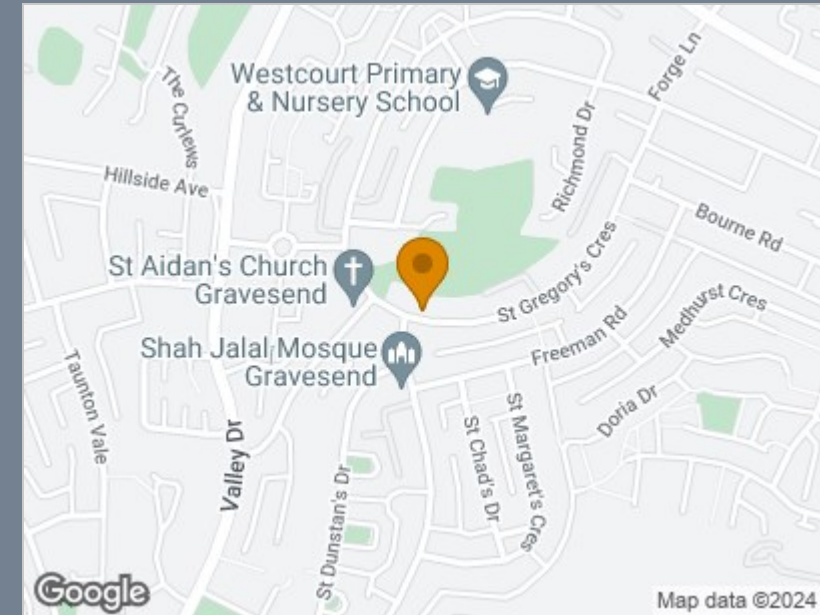 Westcourt Primary
& Nursery School
Forge Ln
The Curlews
Richmond Dr
Hillside Ave
Bourne Rd
St Aidan's Church
Gravesend
St Gregory's Cres
Medhurst Cres
Shah Jalal Mosque
Gravesend
Freeman Rd
Taunton Vale
Doria Dr
Valley Dr
St Chad's Dr
St Margaret's Cres
St Dunstan's Dr
Google
Map data ©2024